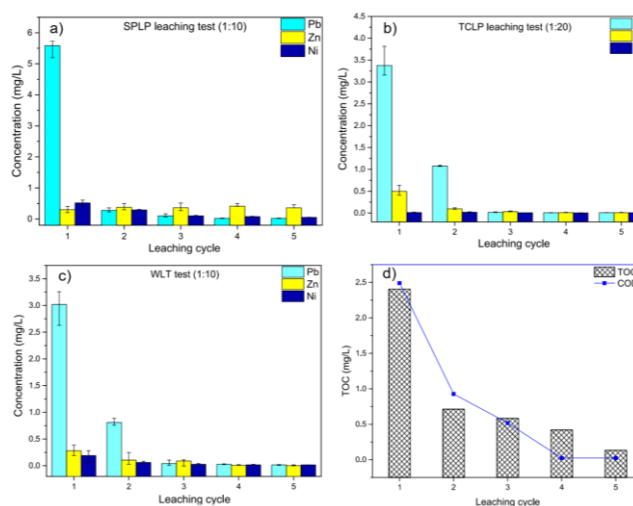 a)
SPLP leaching test (1:10)
Pb
Zn
Ni
Concentration (mg/L)
6
5
4
3
2
1
0
1 2 3 4 5
Leaching cycle
b)
TCLP leaching test (1:20)
Concentration (mg/L)
4.5
4.0
3.5
3.0
2.5
2.0
1.5
1.0
0.5
0.0
1 2 3 4 5
Leaching cycle
c)
WLT test (1:10)
Pb
Zn
Ni
Concentration (mg/L)
3.0
2.5
2.0
1.5
1.0
0.5
0.0
1 2 3 4 5
Leaching cycle
d)
TOC
TOC (mg/L)
2.5
2.0
1.5
1.0
0.5
0.0
1 2 3 4 5
Leaching cycle